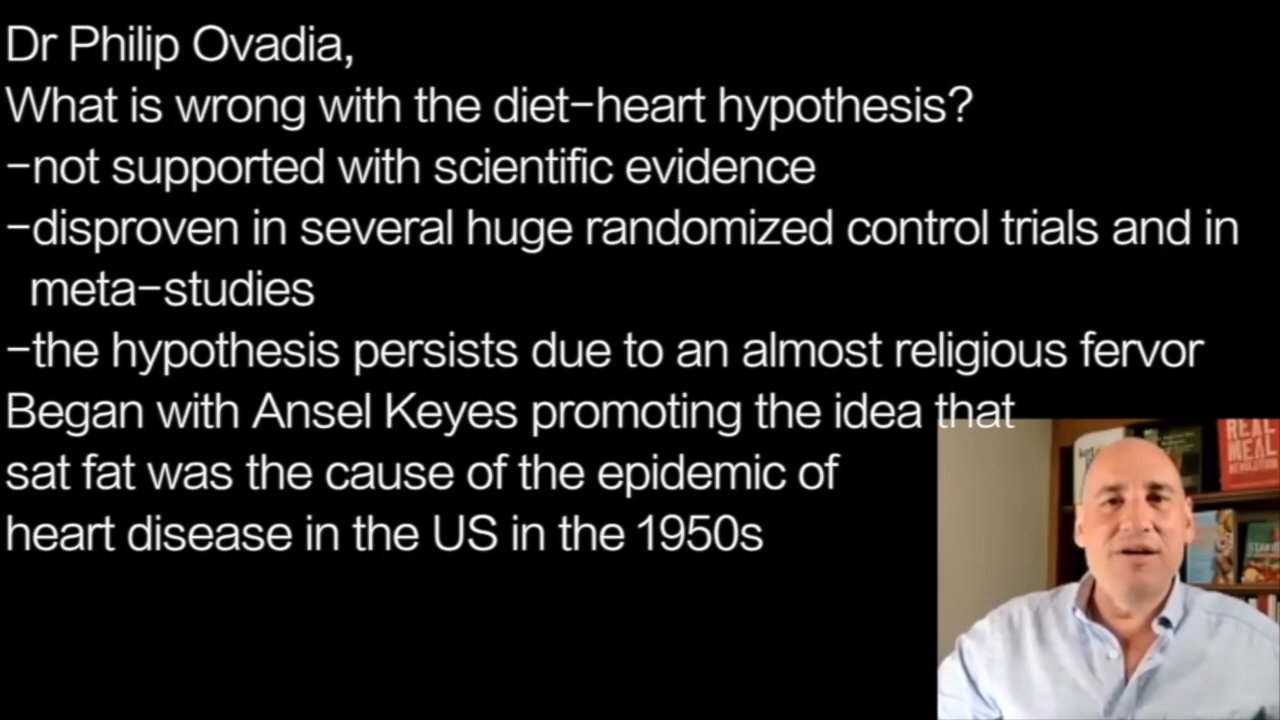 Dr Philip Ovadia,
What is wrong with the diet-heart hypothesis?
-not supported with scientific evidence
-disproven in several huge randomized control trials and in
meta-studies
-the hypothesis persists due to an almost religious fervor
Began with Ansel Keyes promoting the idea that
sat fat was the cause of the epidemic of
heart disease in the US in the 1950s
REAL
MEAL
REVOLUTION